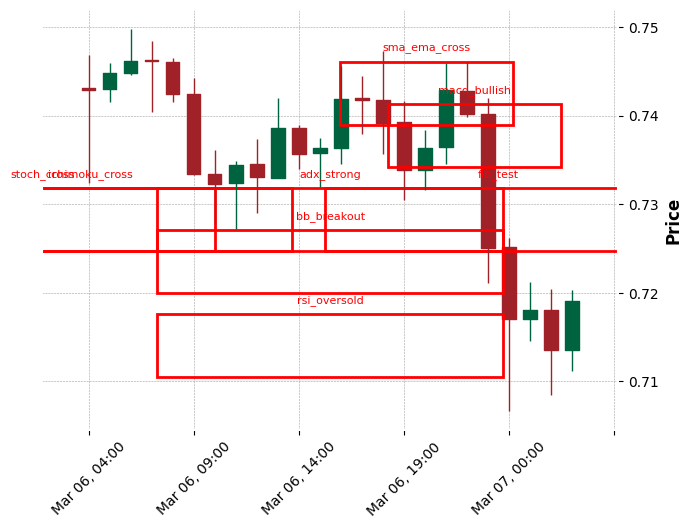 0.75
sma_ema_cross
macd_bullish
0.74
stoch_cross
ichimoku_cross
adx_strong
0.73
bb_breakout
Price
0.72
rsi_oversold
0.71
Mar 06, 04:00
Mar 06, 09:00
Mar 06, 14:00
Mar 06, 19:00
Mar 07, 00:00